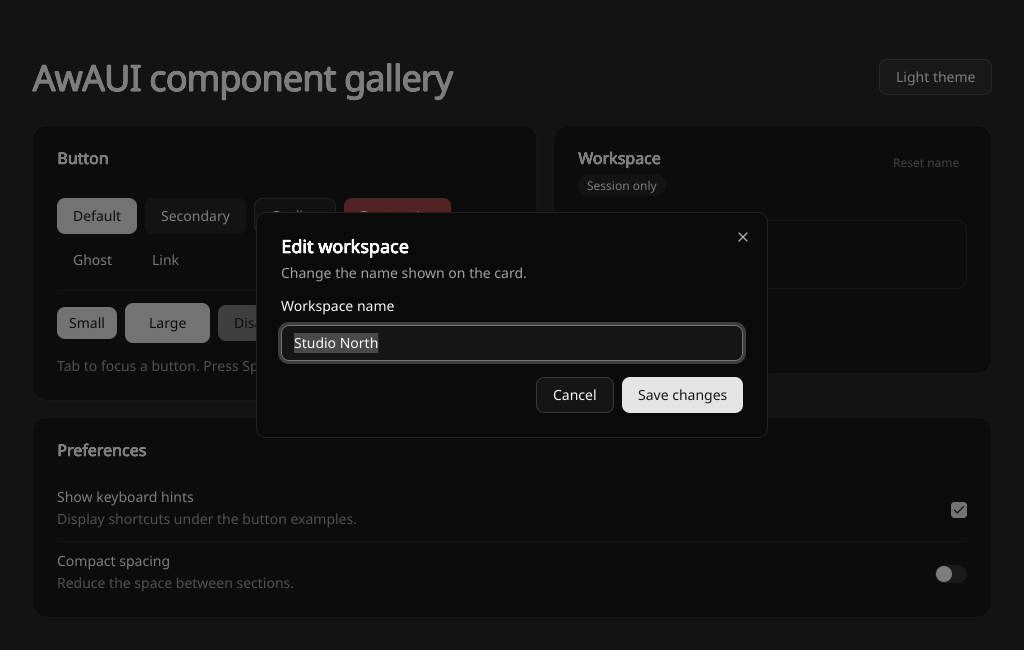 AwAUI component gallery
Light theme
Button
Default
Secondary
Ghost
Link
Small
Large
Tab to focus a button. Press
Workspace
Reset name
Session only
Edit workspace
Change the name shown on the card.
Workspace name
Studio North
Cancel
Save changes
Preferences
Show keyboard hints
Display shortcuts under the button examples.
Compact spacing
Reduce the space between sections.